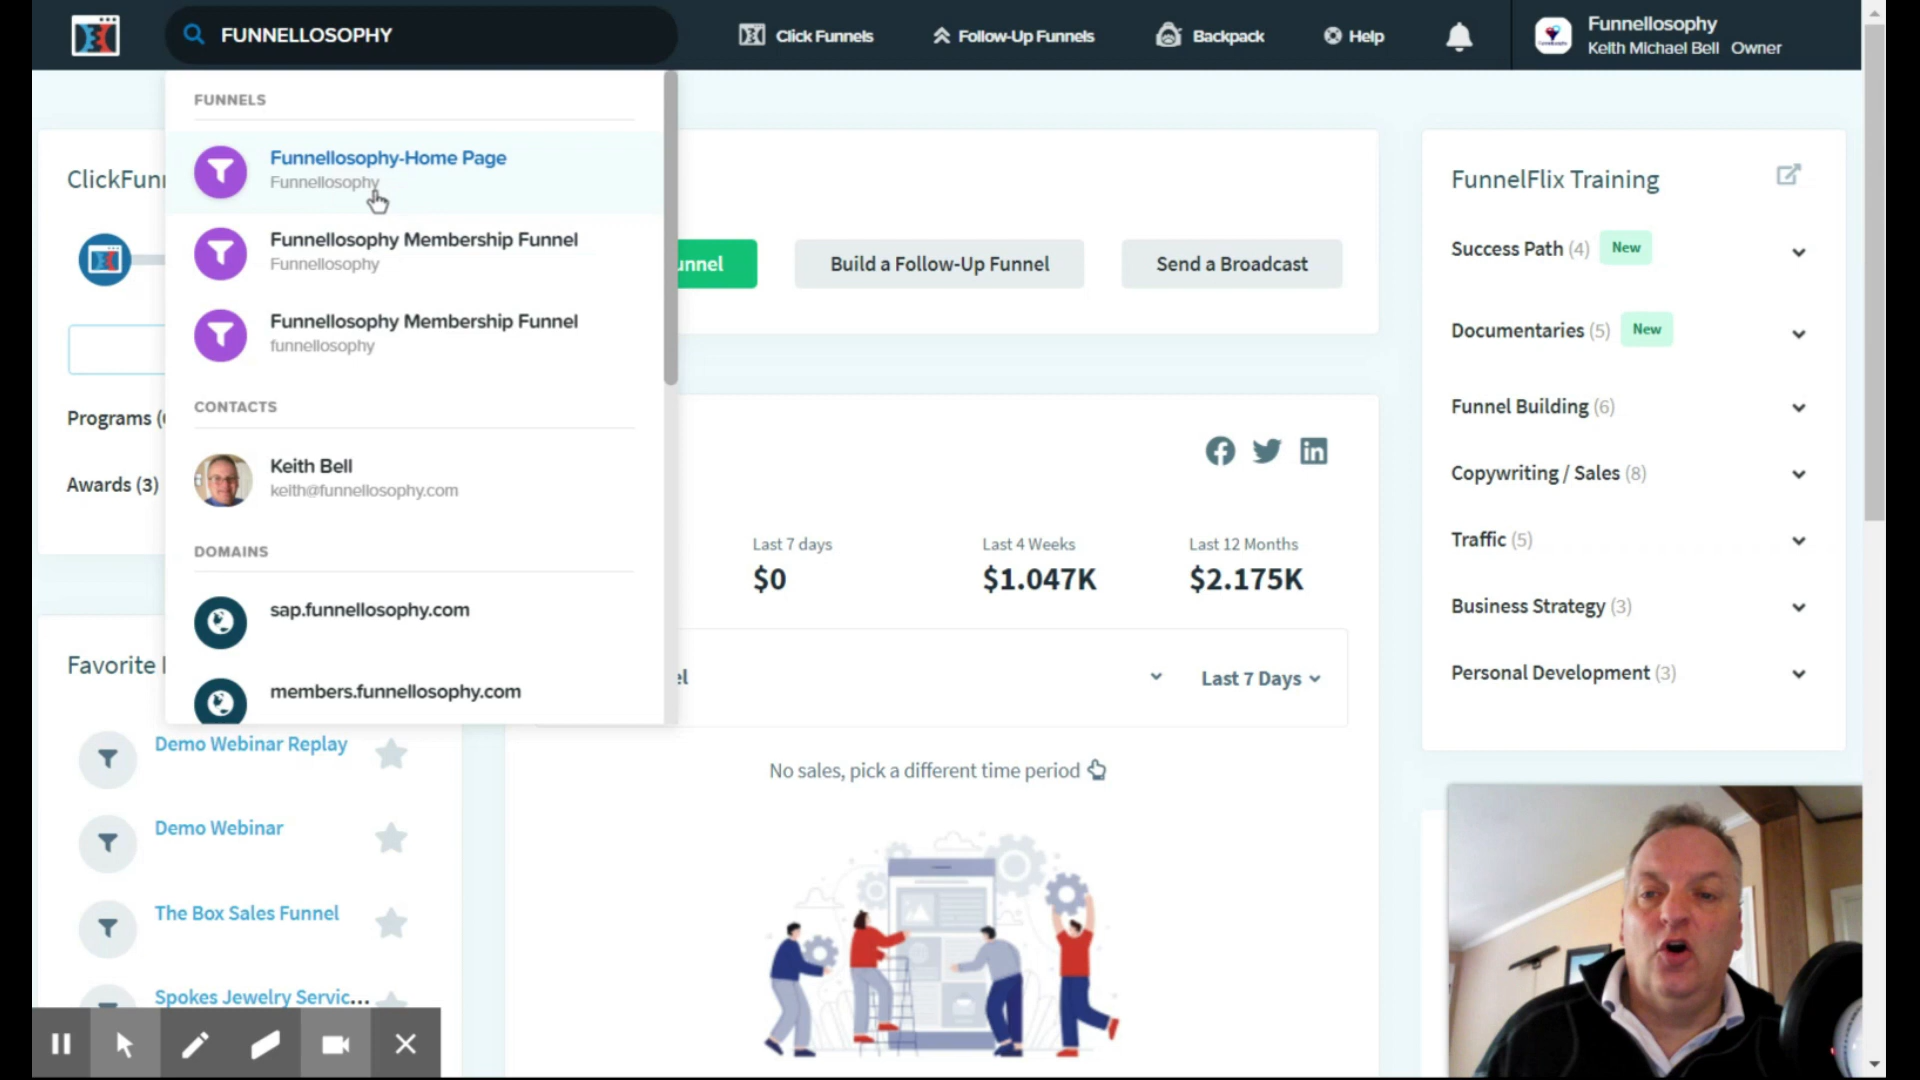 FUNNELLOSOPHY
Click Funnels
Follow-Up Funnels
Backpack
Help
Funnellosophy
Keith Michael Bell Owner
FUNNELS
Funnellosophy-Home Page
Funnellosophy
Funnellosophy Membership Funnel
Funnellosophy
Funnellosophy Membership Funnel
funnellosophy
CONTACTS
Keith Bell
keith@funnellosophy.com
DOMAINS
sap.funnellosophy.com
members.funnellosophy.com
ClickFunn
Programs (
Awards (3)
Favorite
Demo Webinar Replay
Demo Webinar
The Box Sales Funnel
Spokes Jewelry Servic...
unnel
Build a Follow-Up Funnel
Send a Broadcast
Last 7 days
$0
Last 4 Weeks
$1.047K
Last 12 Months
$2.175K
el
Last 7 Days
No sales, pick a different time period
FunnelFlix Training
Success Path (4) New
Documentaries (5) New
Funnel Building (6)
Copywriting / Sales (8)
Traffic (5)
Business Strategy (3)
Personal Development (3)